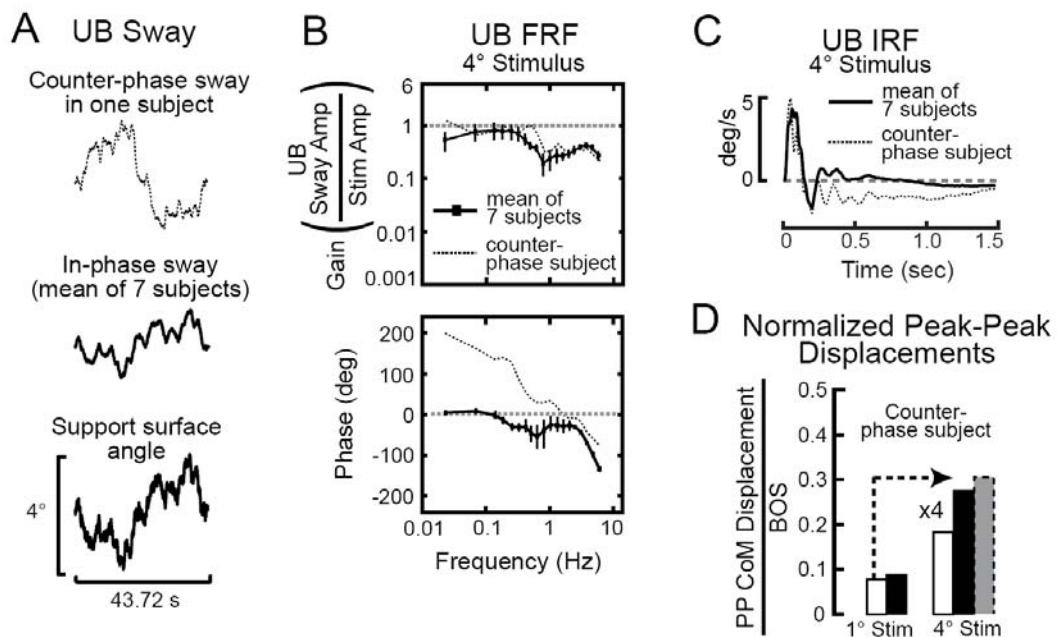 A
UB Sway
Counter-phase sway
in one subject
In-phase sway
(mean of 7 subjects)
Support surface
angle
4°
43.72 s
B
UB FRF
4° Stimulus
UB
Sway Amp
Stim Amp
Gain
6
1
0.1
0.01
0.001
mean of
7 subjects
counter-
phase subject
Phase (deg)
200
100
0
-100
-200
0.01
0.1
1
10
Frequency (Hz)
C
UB IRF
4° Stimulus
mean of
7 subjects
counter-
phase subject
deg/s
5
0
0
0.5
1.0
1.5
Time (sec)
D
Normalized Peak-Peak
Displacements
PP CoM Displacement
BOS
0.5
0.4
0.3
0.2
0.1
0
Counter-
phase subject
x4
1° Stim
4° Stim